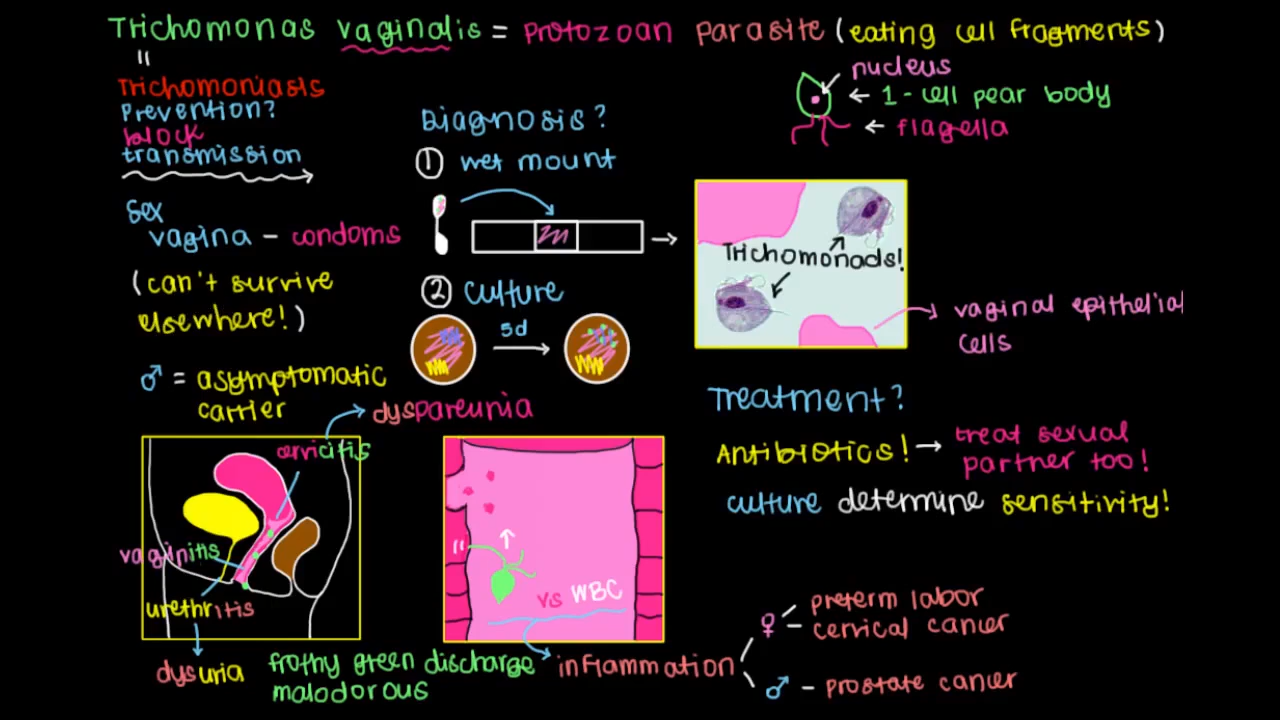 Trichomonas vaginalis = Protozoan Parasite (eating cell fragments)
"
Trichomoniasis
Prevention?
block
transmission
Sex
vagina - condoms
(can't survive
elsewhere!)
♂ = asymptomatic
carrier
Diagnosis?
① wet mount
② culture
5d
nucleus
← 1-cell pear body
← flagella
Trichomonads!
vaginal epithelial
cells
dyspareunia
cervicitis
vaginitis
urethritis
dysuria
frothy green discharge
malodorous
"
vs WBC
inflammation
♀ - preterm labor
- cervical cancer
♂ - prostate cancer
Treatment?
Antibiotics! → treat sexual
partner too!
culture determine sensitivity!